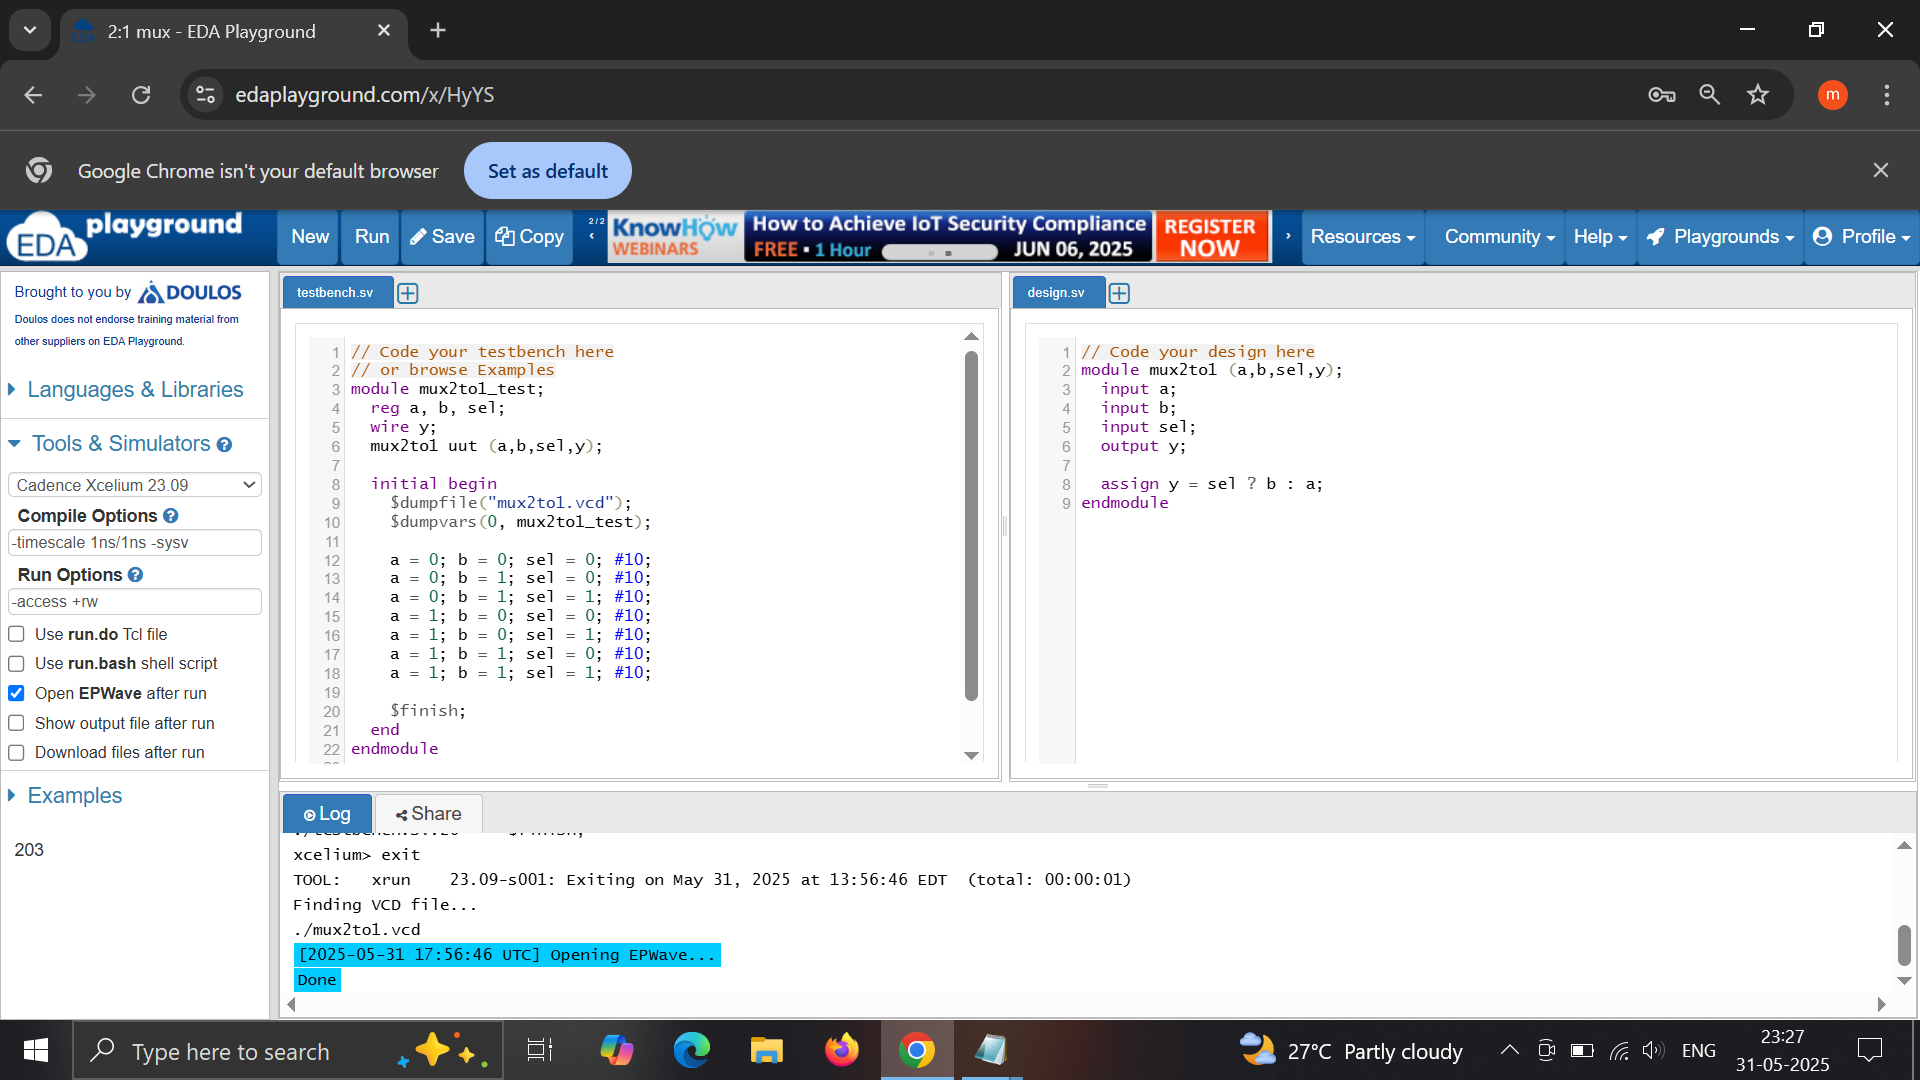 2:1 mux - EDA Playground
edaplayground.com/x/HyYS
m
Google Chrome isn't your default browser
Set as default
EDA playground
New
Run
Save
Copy
2/2
KnowHow WEBINARS
How to Achieve IoT Security Compliance
FREE • 1 Hour
JUN 06, 2025
REGISTER NOW
Resources
Community
Help
Playgrounds
Profile
Brought to you by DOULOS
Doulos does not endorse training material from
other suppliers on EDA Playground.
Languages & Libraries
Tools & Simulators
Cadence Xcelium 23.09
Compile Options
-timescale 1ns/1ns -sysv
Run Options
-access +rw
Use run.do Tcl file
Use run.bash shell script
Open EPWave after run
Show output file after run
Download files after run
Examples
203
testbench.sv
1 // Code your testbench here
2 // or browse Examples
3 module mux2to1_test;
4 reg a, b, sel;
5 wire y;
6 mux2to1 uut (a,b,sel,y);
7
8 initial begin
9 $dumpfile("mux2to1.vcd");
10 $dumpvars(0, mux2to1_test);
11
12 a = 0; b = 0; sel = 0; #10;
13 a = 0; b = 1; sel = 0; #10;
14 a = 0; b = 1; sel = 1; #10;
15 a = 1; b = 0; sel = 0; #10;
16 a = 1; b = 0; sel = 1; #10;
17 a = 1; b = 1; sel = 0; #10;
18 a = 1; b = 1; sel = 1; #10;
19
20 $finish;
21 end
22 endmodule
design.sv
1 // Code your design here
2 module mux2to1 (a,b,sel,y);
3 input a;
4 input b;
5 input sel;
6 output y;
7
8 assign y = sel ? b : a;
9 endmodule
Log
Share
xcelium> exit
TOOL: xrun 23.09-s001: Exiting on May 31, 2025 at 13:56:46 EDT (total: 00:00:01)
Finding VCD file...
./mux2to1.vcd
[2025-05-31 17:56:46 UTC] Opening EPWave...
Done
Type here to search
27°C Partly cloudy
ENG
23:27
31-05-2025